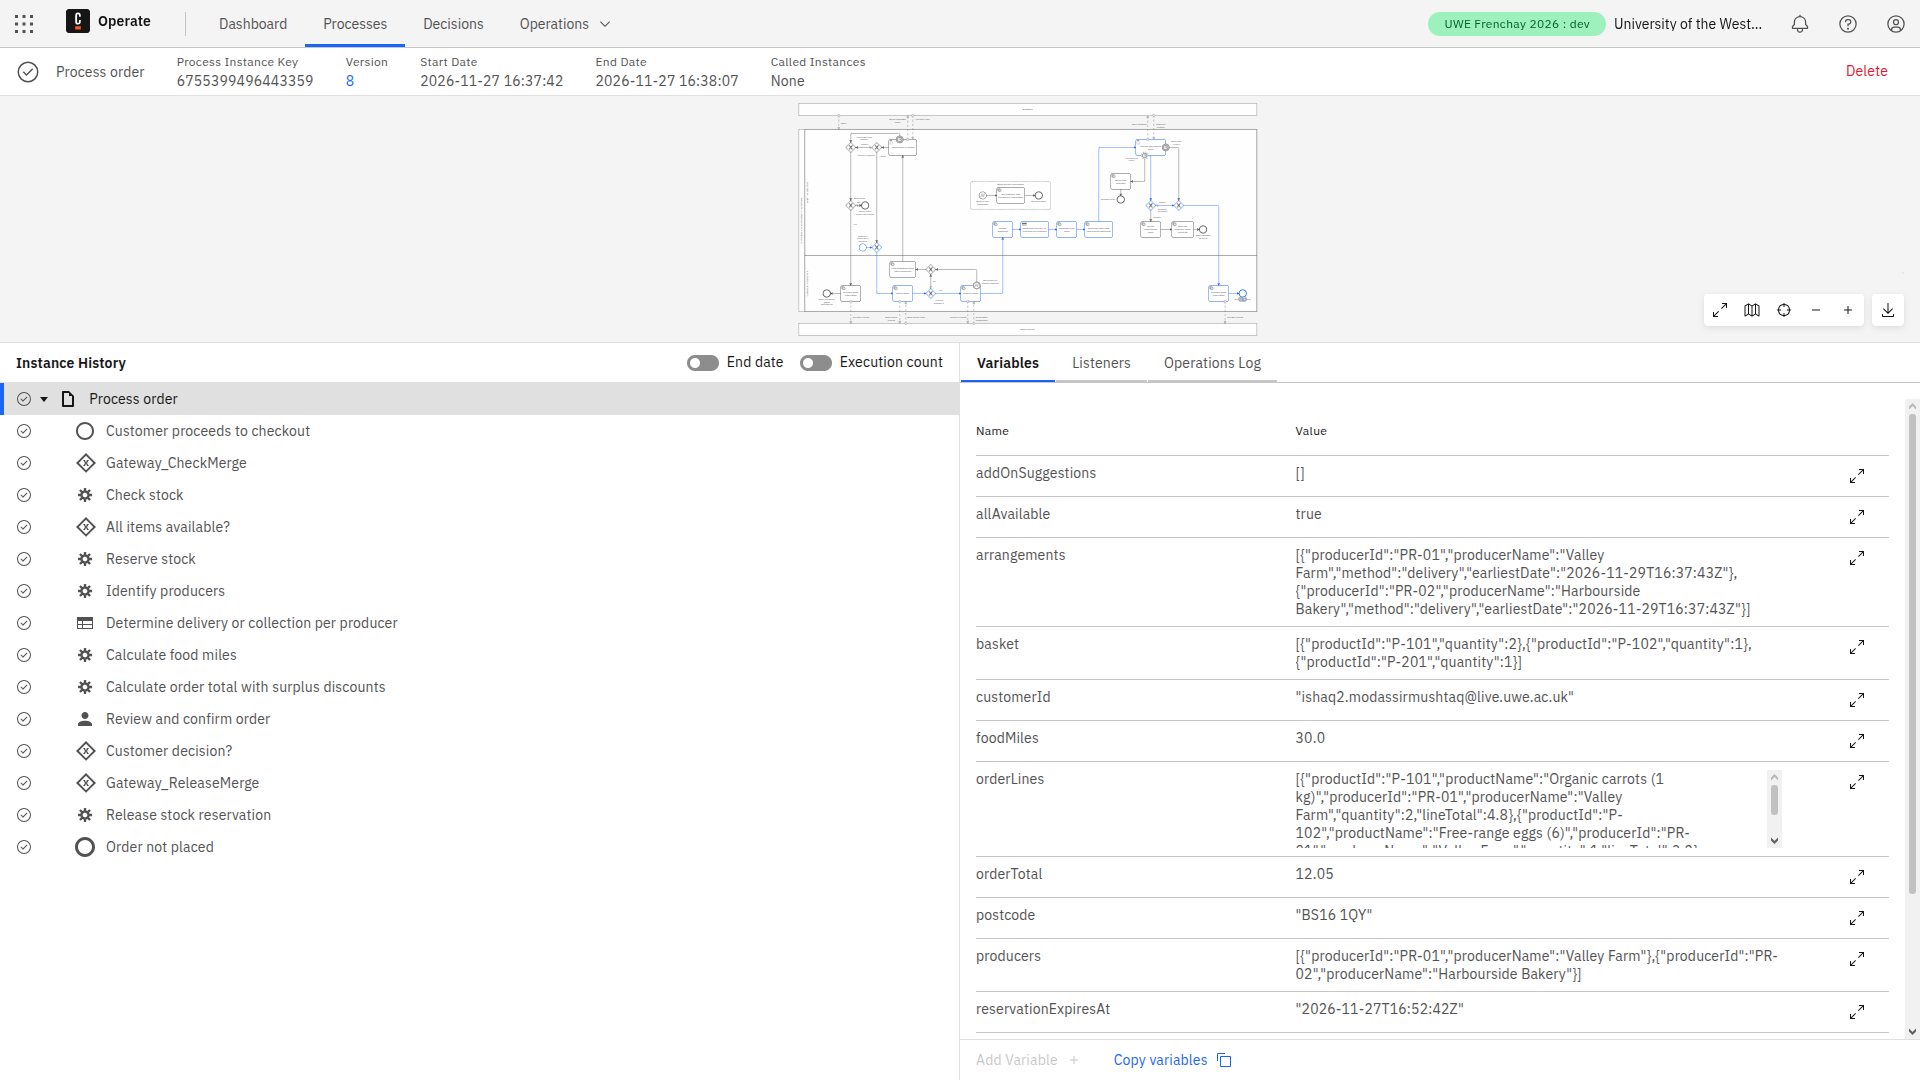 Operate
Dashboard
Processes
Decisions
Operations
UWE Frenchay 2026 : dev
University of the West...
Process order
Process Instance Key
6755399496443359
Version
8
Start Date
2026-11-27 16:37:42
End Date
2026-11-27 16:38:07
Called Instances
None
Delete
Instance History
End date
Execution count
Process order
Customer proceeds to checkout
Gateway_CheckMerge
Check stock
All items available?
Reserve stock
Identify producers
Determine delivery or collection per producer
Calculate food miles
Calculate order total with surplus discounts
Review and confirm order
Customer decision?
Gateway_ReleaseMerge
Release stock reservation
Order not placed
Variables
Listeners
Operations Log
Name
Value
addOnSuggestions
[]
allAvailable
true
arrangements
[{"producerId":"PR-01","producerName":"Valley
Farm","method":"delivery","earliestDate":"2026-11-29T16:37:43Z"},
{"producerId":"PR-02","producerName":"Harbourside
Bakery","method":"delivery","earliestDate":"2026-11-29T16:37:43Z"}]
basket
[{"productId":"P-101","quantity":2},{"productId":"P-102","quantity":1},
{"productId":"P-201","quantity":1}]
customerId
"ishaq2.modassirmushtaq@live.uwe.ac.uk"
foodMiles
30.0
orderLines
[{"productId":"P-101","productName":"Organic carrots (1
kg)","producerId":"PR-01","producerName":"Valley
Farm","quantity":2,"lineTotal":4.8},{"productId":"P-
102","productName":"Free-range eggs (6)","producerId":"PR-
orderTotal
12.05
postcode
"BS16 1QY"
producers
[{"producerId":"PR-01","producerName":"Valley Farm"},{"producerId":"PR-
02","producerName":"Harbourside Bakery"}]
reservationExpiresAt
"2026-11-27T16:52:42Z"
Add Variable +
Copy variables